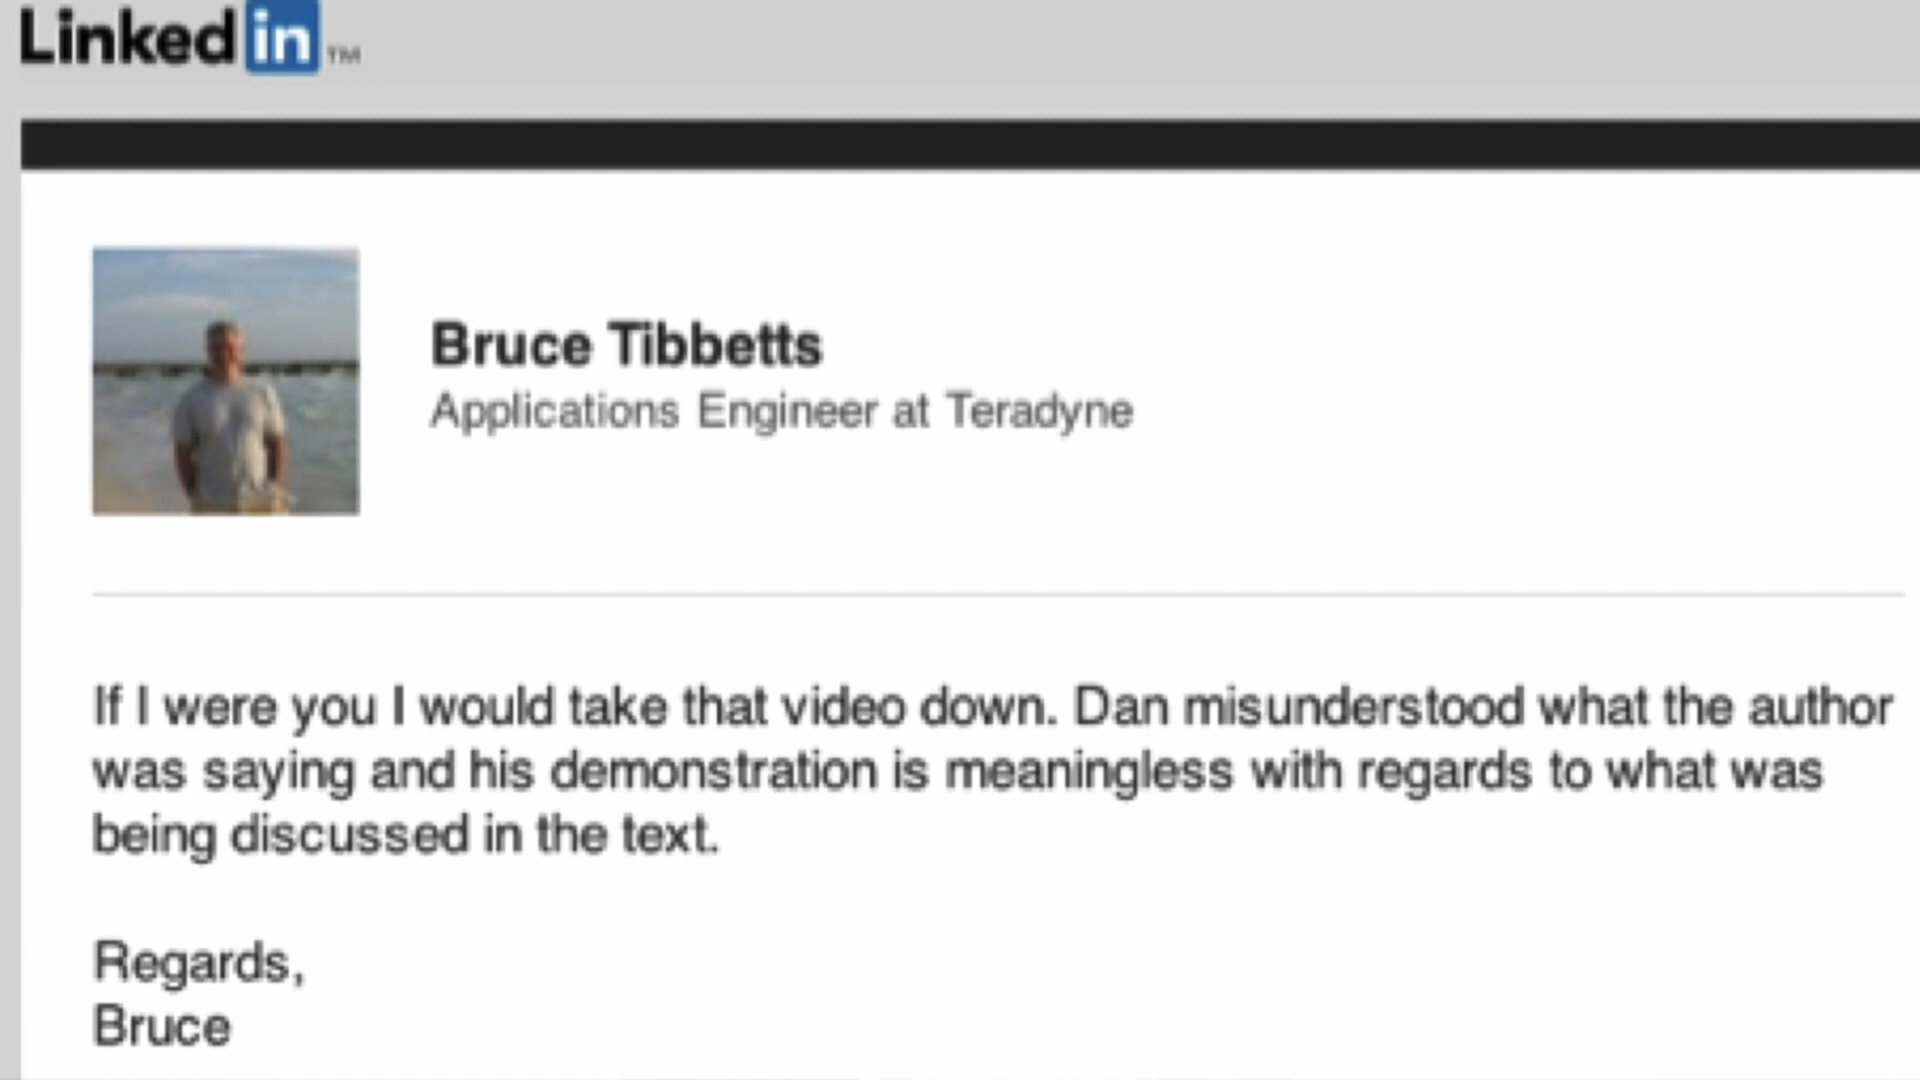 Linked in ™
Bruce Tibbetts
Applications Engineer at Teradyne
If I were you I would take that video down. Dan misunderstood what the author
was saying and his demonstration is meaningless with regards to what was
being discussed in the text.
Regards,
Bruce